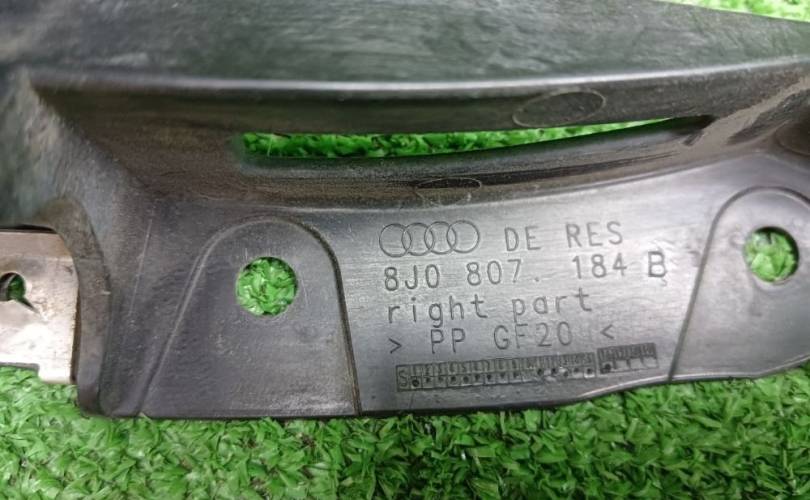 DE RES
8J0 807. 184 B
right part
> PP GF20 <